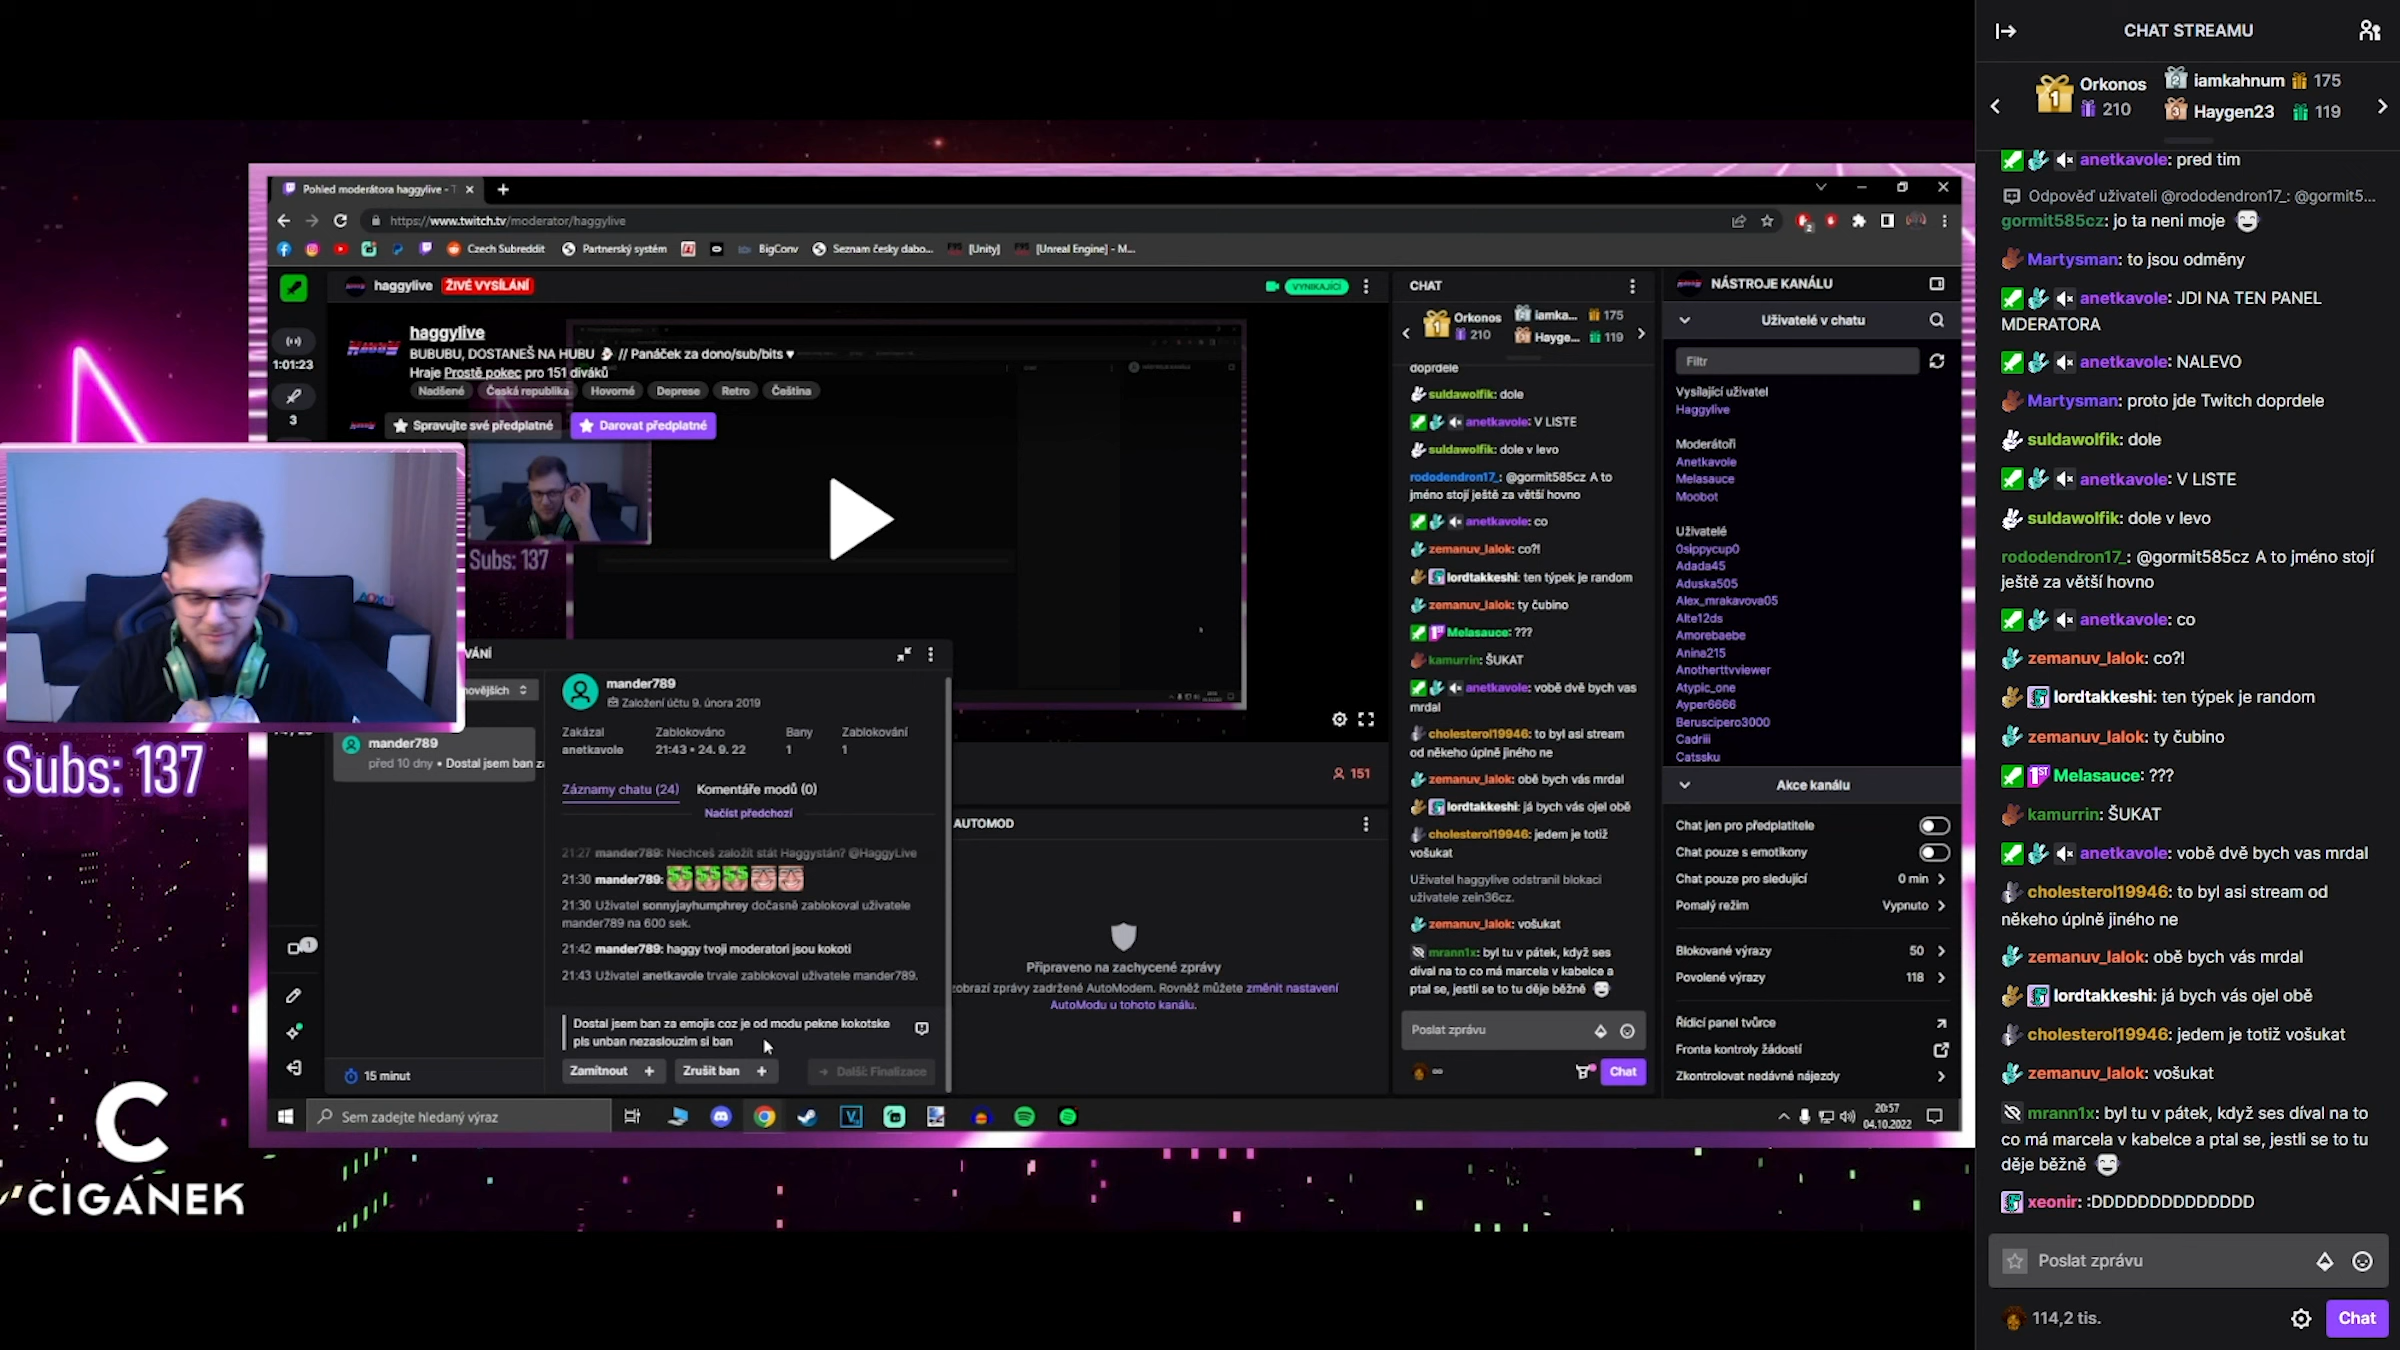 Pohled moderátora haggylive - T
https://www.twitch.tv/moderator/haggylive
Czech Subreddit
Partnerský systém
BigConv
Seznam česky dabo...
[Unity]
[Unreal Engine] - M...
haggylive ŽIVÉ VYSÍLÁNÍ
VYNIKAJÍCÍ
1:01:23
3
haggylive
BUBUBU, DOSTANEŠ NA HUBU // Panáček za dono/sub/bits ♥
Hraje Prostě pokec pro 151 diváků
Nadšené
Česká republika
Hovorné
Deprese
Retro
Čeština
Spravujte své předplatné
Darovat předplatné
Subs: 137
Subs: 137
CIGÁNEK
VÁNÍ
novějších
mander789
před 10 dny • Dostal jsem ban za
15 minut
1
mander789
Založení účtu 9. února 2019
Zakázal
anetkavole
Zablokováno
21:43 • 24. 9. 22
Bany
1
Zablokování
1
Záznamy chatu (24)
Komentáře modů (0)
Načíst předchozí
21:27 mander789: Nechceš založit stát Haggystán? @HaggyLive
21:30 mander789:
21:30 Uživatel sonnyjayhumphrey dočasně zablokoval uživatele
mander789 na 600 sek.
21:42 mander789: haggy tvoji moderatori jsou kokoti
21:43 Uživatel anetkavole trvale zablokoval uživatele mander789.
Dostal jsem ban za emojis coz je od modu pekne kokotske
pls unban nezaslouzim si ban
Zamítnout +
Zrušit ban +
Další: Finalizace
151
AUTOMOD
Připraveno na zachycené zprávy
zobrazí zprávy zadržené AutoModem. Rovněž můžete změnit nastavení
AutoModu u tohoto kanálu.
CHAT
Orkonos
210
iamka... 175
Hayge... 119
doprdele
suldawolfik: dole
anetkavole: V LISTE
suldawolfik: dole v levo
rododendron17_: @gormit585cz A to
jméno stojí ještě za větší hovno
anetkavole: co
zemanuv_lalok: co?!
lordtakkeshi: ten týpek je random
zemanuv_lalok: ty čubino
Melasauce: ???
kamurrin: ŠUKAT
anetkavole: vobě dvě bych vas
mrdal
cholesterol19946: to byl asi stream
od někeho úplně jiného ne
zemanuv_lalok: obě bych vás mrdal
lordtakkeshi: já bych vás ojel obě
cholesterol19946: jedem je totiž
vošukat
Uživatel haggylive odstranil blokaci
uživatele zein36cz.
zemanuv_lalok: vošukat
mrann1x: byl tu v pátek, když ses
díval na to co má marcela v kabelce a
ptal se, jestli se to tu děje běžně
Poslat zprávu
Chat
NÁSTROJE KANÁLU
Uživatelé v chatu
Filtr
Vysílající uživatel
Haggylive
Moderátoři
Anetkavole
Melasauce
Moobot
Uživatelé
0sippycup0
Adada45
Aduska505
Alex_mrakavova05
Alte12ds
Amorebaebe
Anina215
Anotherttvviewer
Atypic_one
Ayper6666
Beruscipero3000
Cadriii
Catssku
Akce kanálu
Chat jen pro předplatitele
Chat pouze s emotikony
Chat pouze pro sledující 0 min
Pomalý režim Vypnuto
Blokované výrazy 50
Povolené výrazy 118
Řídicí panel tvůrce
Fronta kontroly žádostí
Zkontrolovat nedávné nájezdy
Sem zadejte hledaný výraz
20:57
04.10.2022
CHAT STREAMU
1
Orkonos
210
2 iamkahnum 175
3 Haygen23 119
anetkavole: pred tim
Odpověď uživateli @rododendron17_: @gormit5...
gormit585cz: jo ta neni moje
Martysman: to jsou odměny
anetkavole: JDI NA TEN PANEL
MDERATORA
anetkavole: NALEVO
Martysman: proto jde Twitch doprdele
suldawolfik: dole
anetkavole: V LISTE
suldawolfik: dole v levo
rododendron17_: @gormit585cz A to jméno stojí
ještě za větší hovno
anetkavole: co
zemanuv_lalok: co?!
lordtakkeshi: ten týpek je random
zemanuv_lalok: ty čubino
Melasauce: ???
kamurrin: ŠUKAT
anetkavole: vobě dvě bych vas mrdal
cholesterol19946: to byl asi stream od
někeho úplně jiného ne
zemanuv_lalok: obě bych vás mrdal
lordtakkeshi: já bych vás ojel obě
cholesterol19946: jedem je totiž vošukat
zemanuv_lalok: vošukat
mrann1x: byl tu v pátek, když ses díval na to
co má marcela v kabelce a ptal se, jestli se to tu
děje běžně
xeonir: :DDDDDDDDDDDDDD
Poslat zprávu
114,2 tis.
Chat